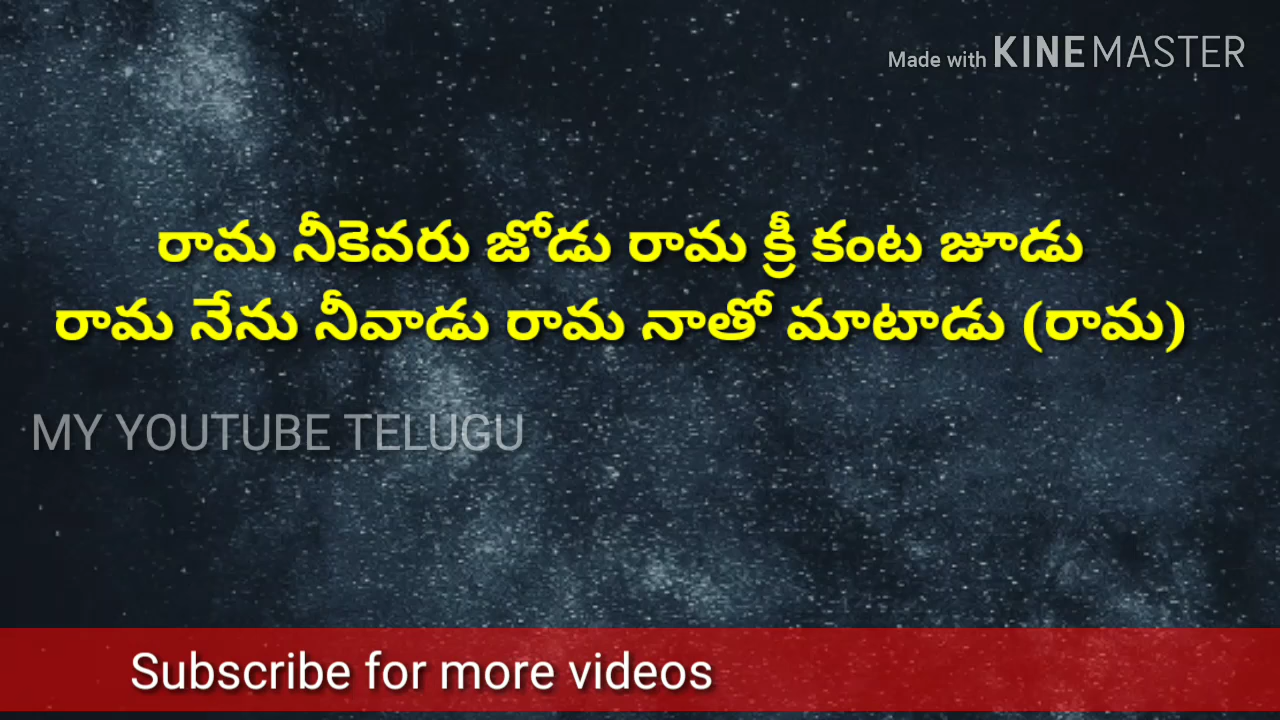 Made with KINEMASTER
రామ నీకెవరు జోడు రామ క్రీ కంట జూడు
రామ నేను నీవాడు రామ నాతో మాటాడు (రామ)
MY YOUTUBE TELUGU
Subscribe for more videos